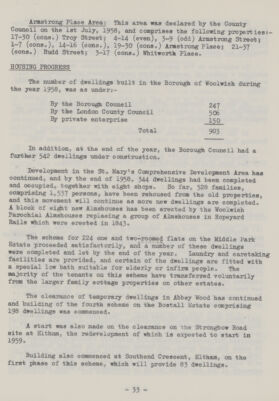 Armstrong Place Area: This area was declared by the County
Council on the 1st July, 1958, and comprises the following properties:-
17-30 (cons.) Troy Street; 4-14 (even), 3-9 (odd) Armstrong Street;
1-7 (cons.), 14-16 (cons.), 19-30 (cons.) Armstrong Place; 21-37
(cons.) Rudd Street; 3-17 (cons.) Whitworth Place.
HOUSING PROGRESS
The number of dwellings built in the Borough of Woolwich during
the year 1958, was as under:-
By the Borough Council 247
By the London County Council 506
By private enterprise 150
Total 903
In addition, at the end of the year, the Borough Council had a
further 542 dwellings under construction.
Development in the St. Mary's Comprehensive Development Area has
continued, and by the end of 1958, 344 dwellings had been completed
and occupied, together with eight shops. So far, 528 families,
comprising 1,537 persons, have been rehoused from the old properties,
and this movement will continue as more new dwellings are completed.
A block of eight new Almshouses has been erected by the Woolwich
Parochial Almshouses replacing a group of Almshouses in Ropeyard
Rails which were erected in 1843.
The scheme for 224 one and two-roomed flats on the Middle Park
Estate proceeded satisfactorily, and a number of these dwellings
were completed and let by the end of the year. Laundry and caretaking
facilities are provided, and certain of the dwellings are fitted with
a special low bath suitable for elderly or infirm people. The
majority of the tenants on this scheme have transferred voluntarily
from the larger family cottage properties on other estates.
The clearance of temporary dwellings in Abbey Wood has continued
and building of the fourth scheme on the Bostall Estate comprising
198 dwellings was commenced.
A start was also made on the clearance on the Strongbow Road
site at Eltham, the redevelopment of which is expected to start in
1959.
Building also commenced at Southend Crescent, Eltham, on the
first phase of this scheme, which will provide 83 dwellings.
- 33 -